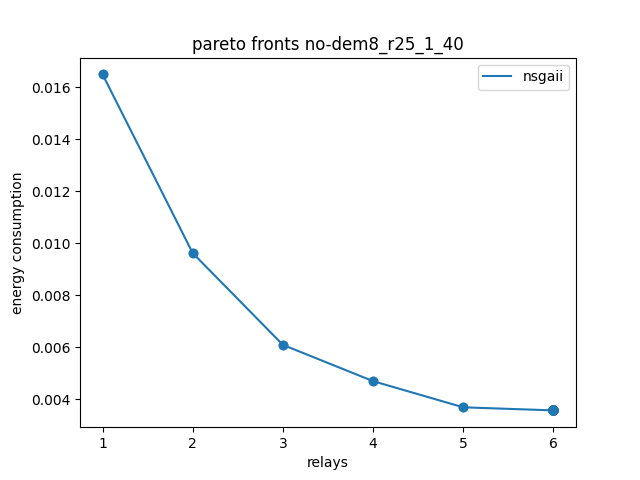 pareto fronts no-dem8_r25_1_40
nsgaii
0.016
0.014
0.012
0.010
0.008
0.006
0.004
energy consumption
1 2 3 4 5 6
relays